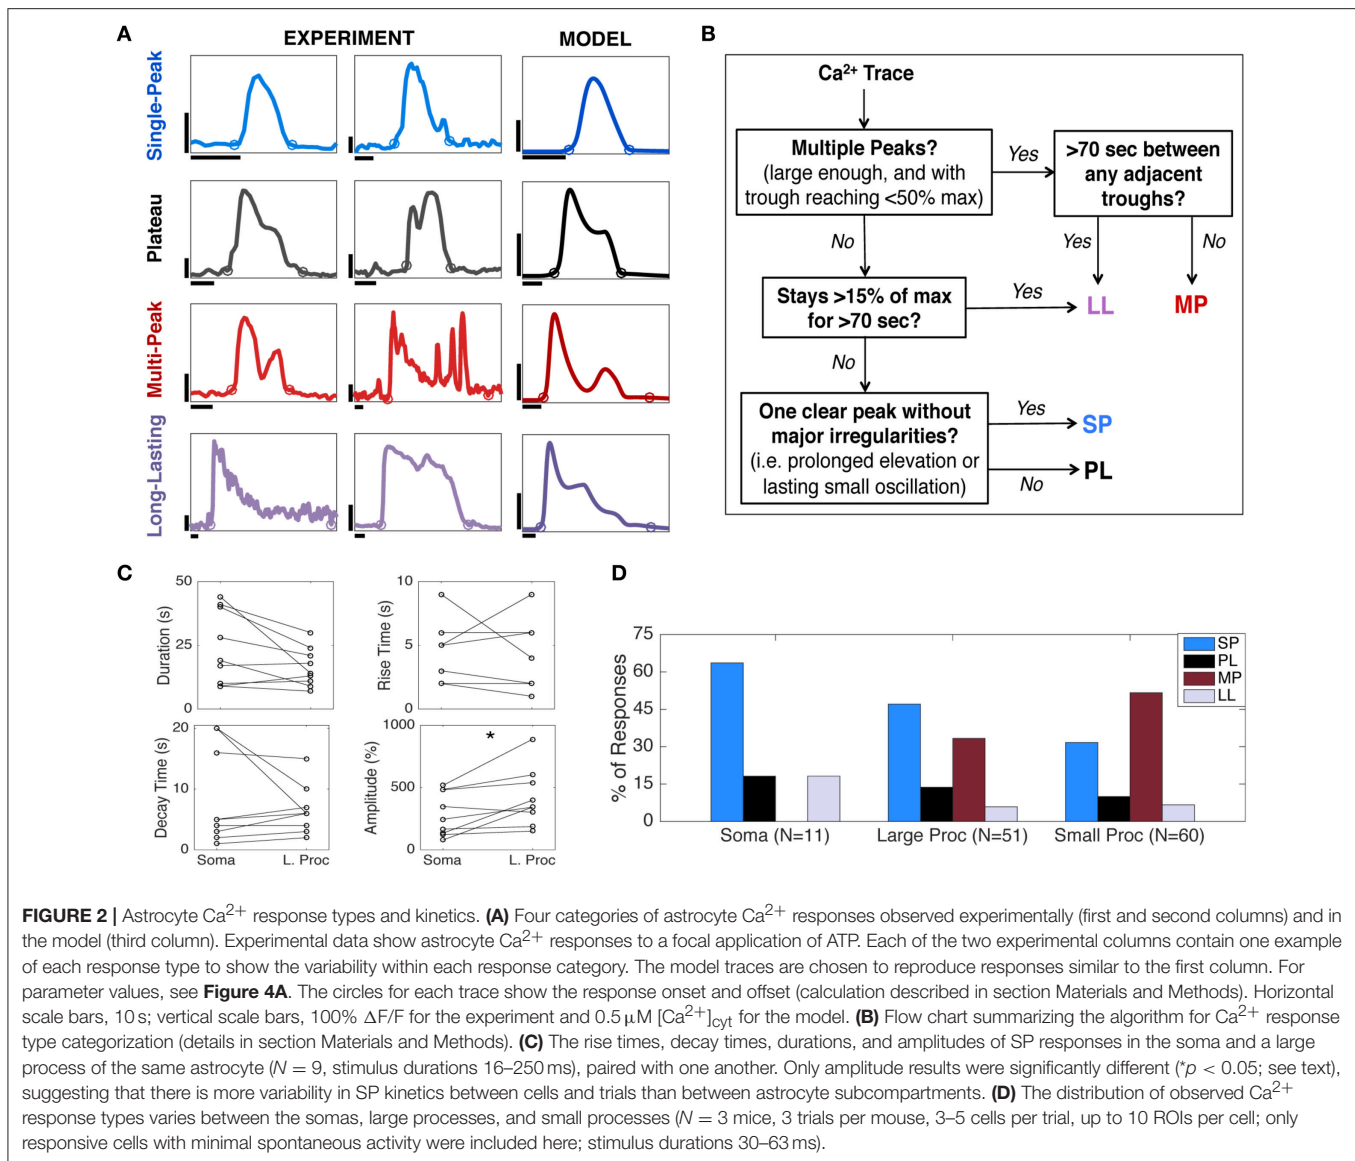 A
EXPERIMENT
MODEL
Single-Peak
Plateau
Multi-Peak
Long-Lasting
B
Ca²⁺ Trace
Multiple Peaks?
(large enough, and with
trough reaching <50% max)
Yes
>70 sec between
any adjacent
troughs?
No
Yes
No
Stays >15% of max
for >70 sec?
Yes
LL
MP
No
One clear peak without
major irregularities?
(i.e. prolonged elevation or
lasting small oscillation)
Yes
SP
No
PL
C
50
25
0
Duration (s)
10
5
0
Rise Time (s)
20
10
0
Decay Time (s)
Soma
L. Proc
1000
500
0
Amplitude (%)
*
Soma
L. Proc
D
75
60
45
30
15
0
% of Responses
SP
PL
MP
LL
Soma (N=11)
Large Proc (N=51)
Small Proc (N=60)
FIGURE 2 | Astrocyte Ca²⁺ response types and kinetics. (A) Four categories of astrocyte Ca²⁺ responses observed experimentally (first and second columns) and in
the model (third column). Experimental data show astrocyte Ca²⁺ responses to a focal application of ATP. Each of the two experimental columns contain one example
of each response type to show the variability within each response category. The model traces are chosen to reproduce responses similar to the first column. For
parameter values, see Figure 4A. The circles for each trace show the response onset and offset (calculation described in section Materials and Methods). Horizontal
scale bars, 10 s; vertical scale bars, 100% ΔF/F for the experiment and 0.5 μM [Ca²⁺]cyt for the model. (B) Flow chart summarizing the algorithm for Ca²⁺ response
type categorization (details in section Materials and Methods). (C) The rise times, decay times, durations, and amplitudes of SP responses in the soma and a large
process of the same astrocyte (N = 9, stimulus durations 16–250 ms), paired with one another. Only amplitude results were significantly different (*p < 0.05; see text),
suggesting that there is more variability in SP kinetics between cells and trials than between astrocyte subcompartments. (D) The distribution of observed Ca²⁺
response types varies between the somas, large processes, and small processes (N = 3 mice, 3 trials per mouse, 3–5 cells per trial, up to 10 ROIs per cell; only
responsive cells with minimal spontaneous activity were included here; stimulus durations 30–63 ms).